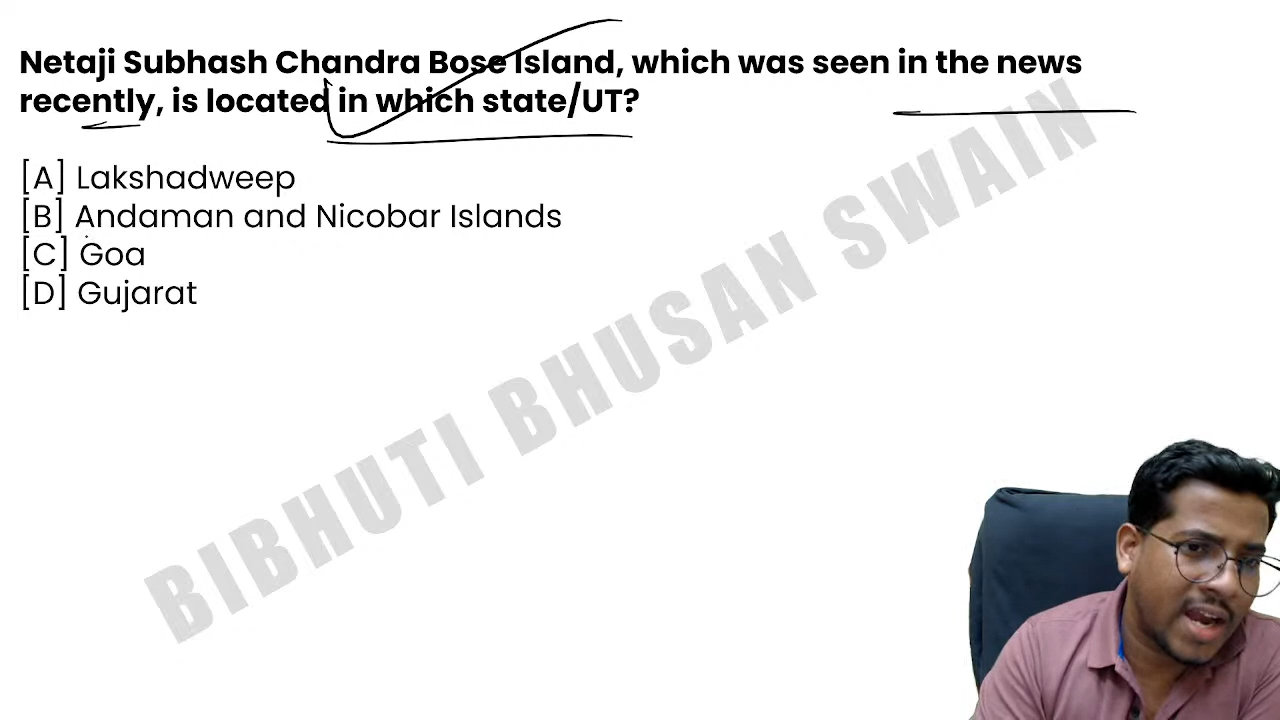 Netaji Subhash Chandra Bose Island, which was seen in the news
recently, is located in which state/UT?
[A] Lakshadweep
[B] Andaman and Nicobar Islands
[C] Goa
[D] Gujarat
BIBHUTI BHUSAN SWAIN